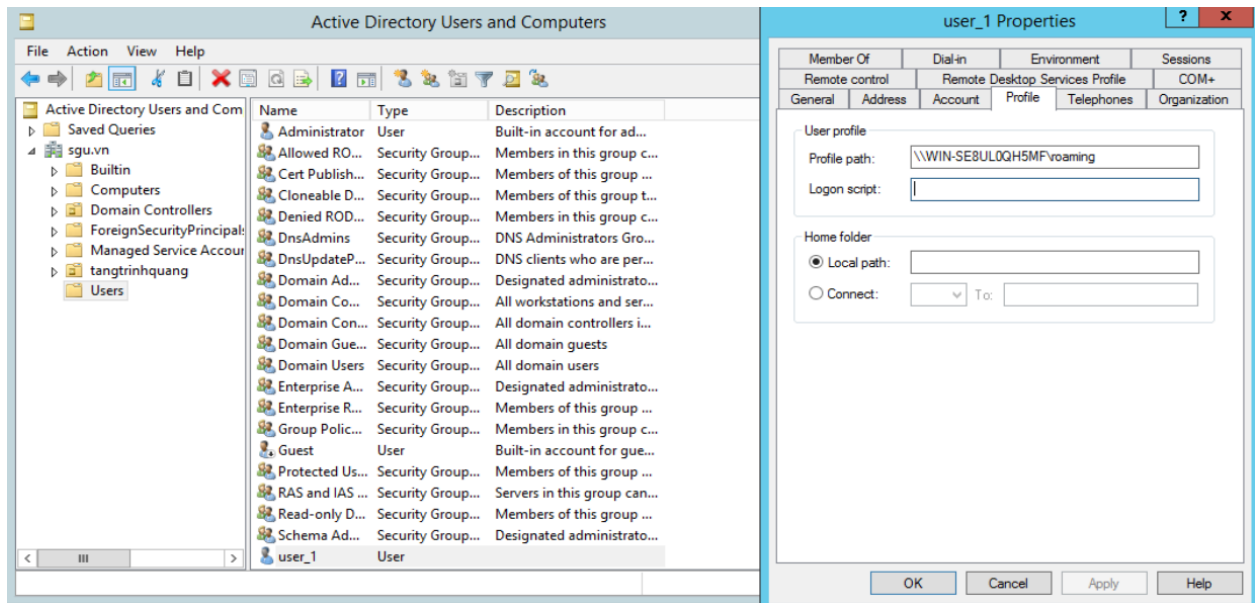 Active Directory Users and Computers
File Action View Help
Active Directory Users and Com
Saved Queries
sgu.vn
Builtin
Computers
Domain Controllers
ForeignSecurityPrincipals
Managed Service Accour
tangtrinhquang
Users
Name Type Description
Administrator User Built-in account for ad...
Allowed RO... Security Group... Members in this group c...
Cert Publish... Security Group... Members of this group ...
Cloneable D... Security Group... Members of this group t...
Denied ROD... Security Group... Members in this group c...
DnsAdmins Security Group... DNS Administrators Gro...
DnsUpdateP... Security Group... DNS clients who are per...
Domain Ad... Security Group... Designated administrato...
Domain Co... Security Group... All workstations and ser...
Domain Con... Security Group... All domain controllers i...
Domain Gue... Security Group... All domain guests
Domain Users Security Group... All domain users
Enterprise A... Security Group... Designated administrato...
Enterprise R... Security Group... Members of this group ...
Group Polic... Security Group... Members in this group c...
Guest User Built-in account for gue...
Protected Us... Security Group... Members of this group ...
RAS and IAS ... Security Group... Servers in this group can...
Read-only D... Security Group... Members of this group ...
Schema Ad... Security Group... Designated administrato...
user_1 User
user_1 Properties ? x
Member Of Dial-in Environment Sessions
Remote control Remote Desktop Services Profile COM+
General Address Account Profile Telephones Organization
User profile
Profile path: \\WIN-SE8UL0QH5MF\roaming
Logon script:
Home folder
Local path:
Connect: To:
OK Cancel Apply Help